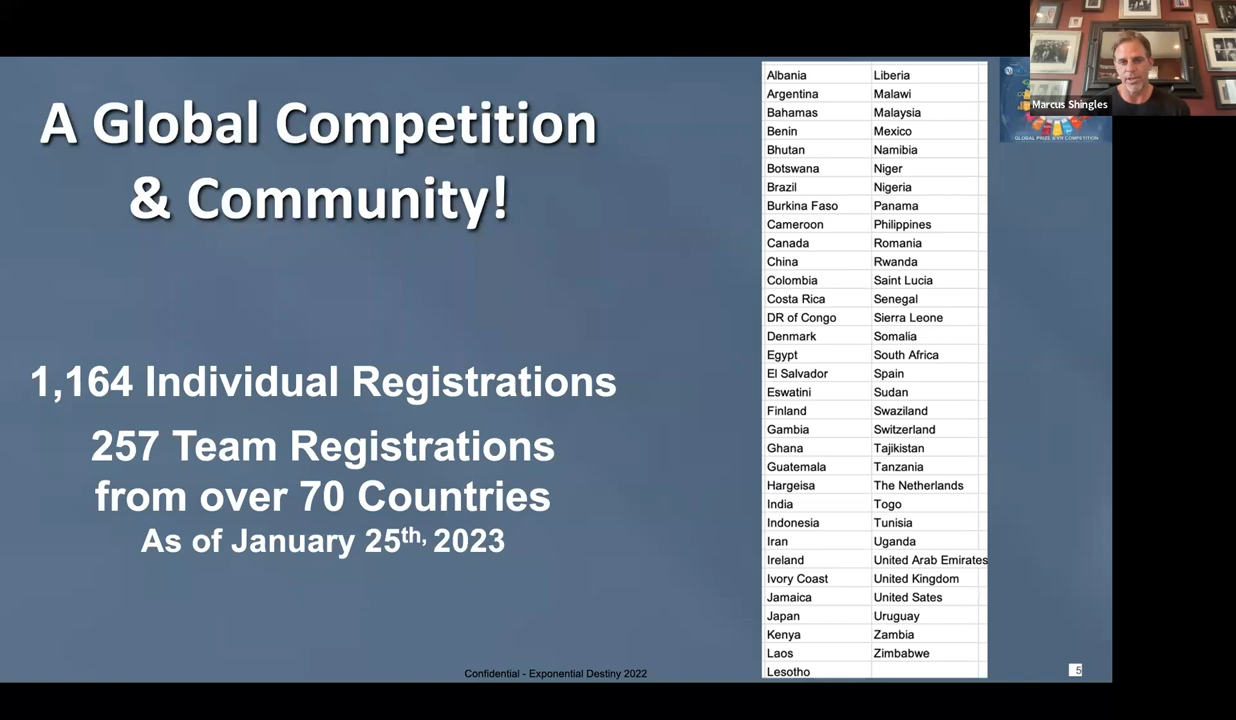 A Global Competition
& Community!
1,164 Individual Registrations
257 Team Registrations
from over 70 Countries
As of January 25th, 2023
Albania Liberia
Argentina Malawi
Bahamas Malaysia
Benin Mexico
Bhutan Namibia
Botswana Niger
Brazil Nigeria
Burkina Faso Panama
Cameroon Philippines
Canada Romania
China Rwanda
Colombia Saint Lucia
Costa Rica Senegal
DR of Congo Sierra Leone
Denmark Somalia
Egypt South Africa
El Salvador Spain
Eswatini Sudan
Finland Swaziland
Gambia Switzerland
Ghana Tajikistan
Guatemala Tanzania
Hargeisa The Netherlands
India Togo
Indonesia Tunisia
Iran Uganda
Ireland United Arab Emirates
Ivory Coast United Kingdom
Jamaica United Sates
Japan Uruguay
Kenya Zambia
Laos Zimbabwe
Lesotho
Marcus Shingles
GLOBAL PRIZE & VR COMPETITION
Confidential - Exponential Destiny 2022
5